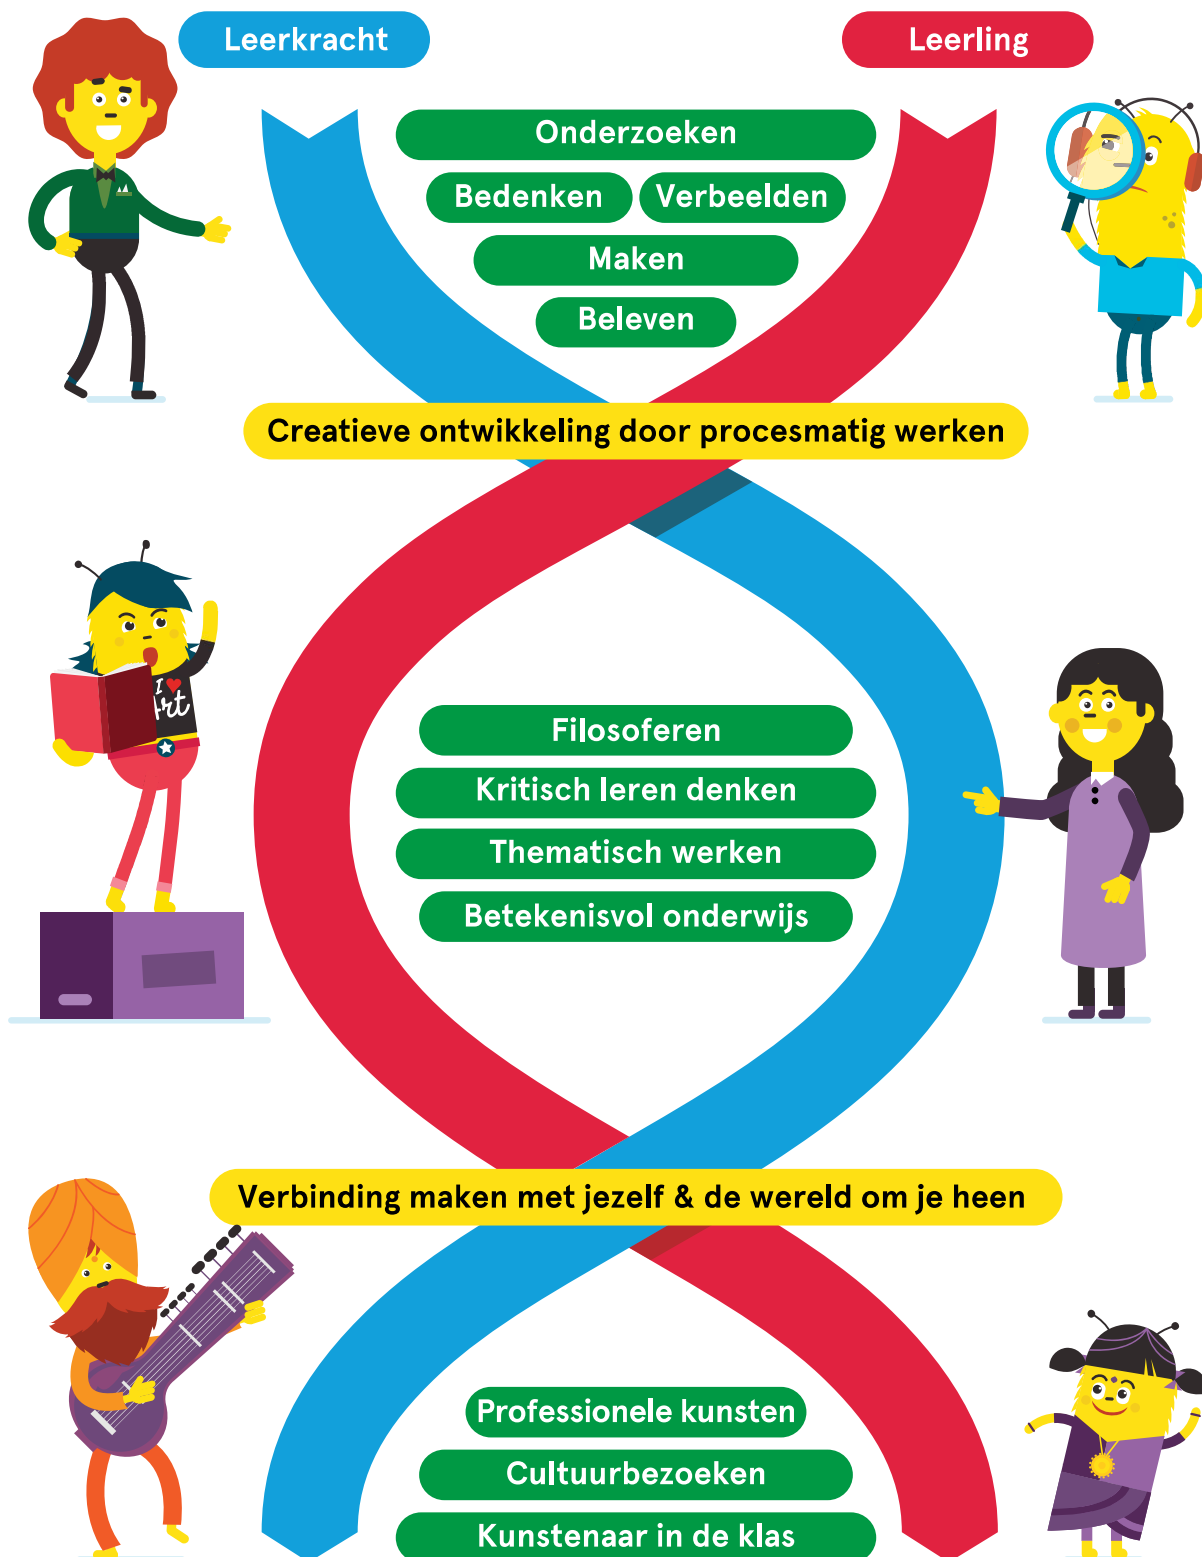 Leerkracht
Leerling
Onderzoeken
Bedenken
Verbeelden
Maken
Beleven
Creatieve ontwikkeling door procesmatig werken
I ♥
Art
Filosoferen
Kritisch leren denken
Thematisch werken
Betekenisvol onderwijs
Verbinding maken met jezelf & de wereld om je heen
Professionele kunsten
Cultuurbezoeken
Kunstenaar in de klas